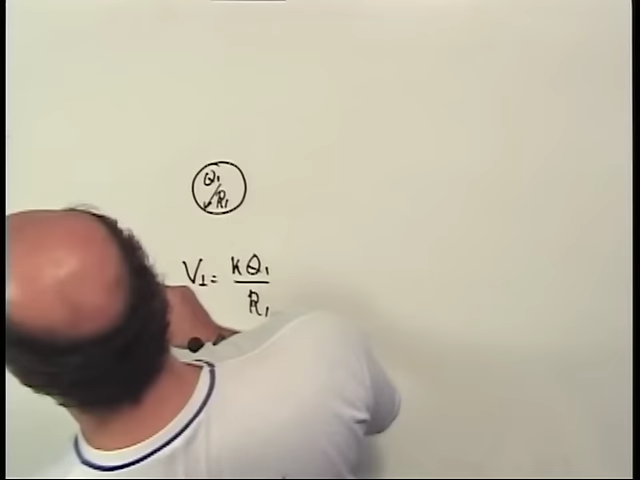 Q₁
R₁
V₁ = KQ₁
R₁